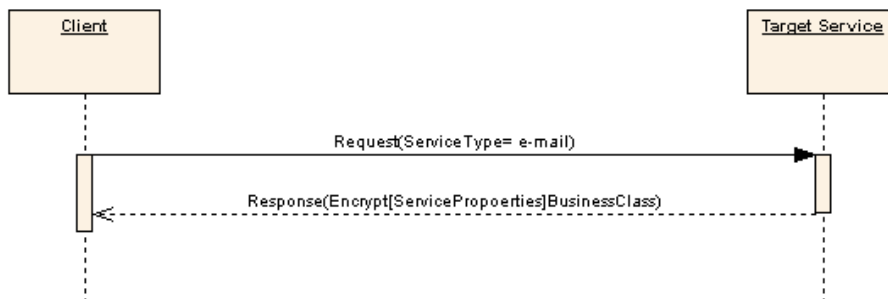 Client
Target Service
Request(ServiceType= e-mail)
Response(Encrypt[ServicePropoerties]BusinessClass)